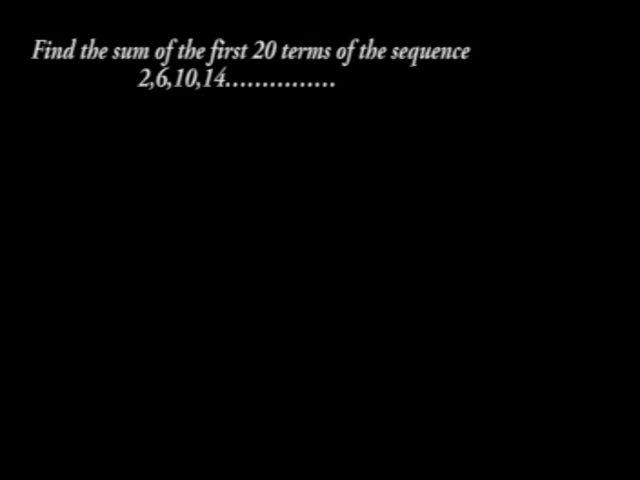 Find the sum of the first 20 terms of the sequence
2,6,10,14...............